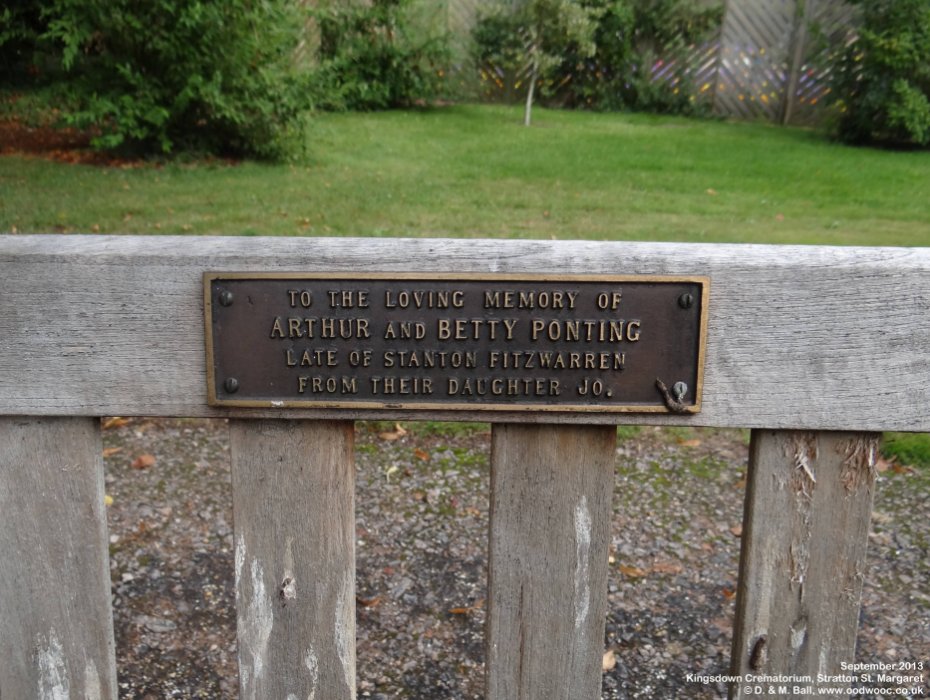 TO THE LOVING MEMORY OF
ARTHUR AND BETTY PONTING
LATE OF STANTON FITZWARREN
FROM THEIR DAUGHTER JO.
September 2013
Kingsdown Crematorium, Stratton St. Margaret
© D. & M. Ball, www.oodwooc.co.uk